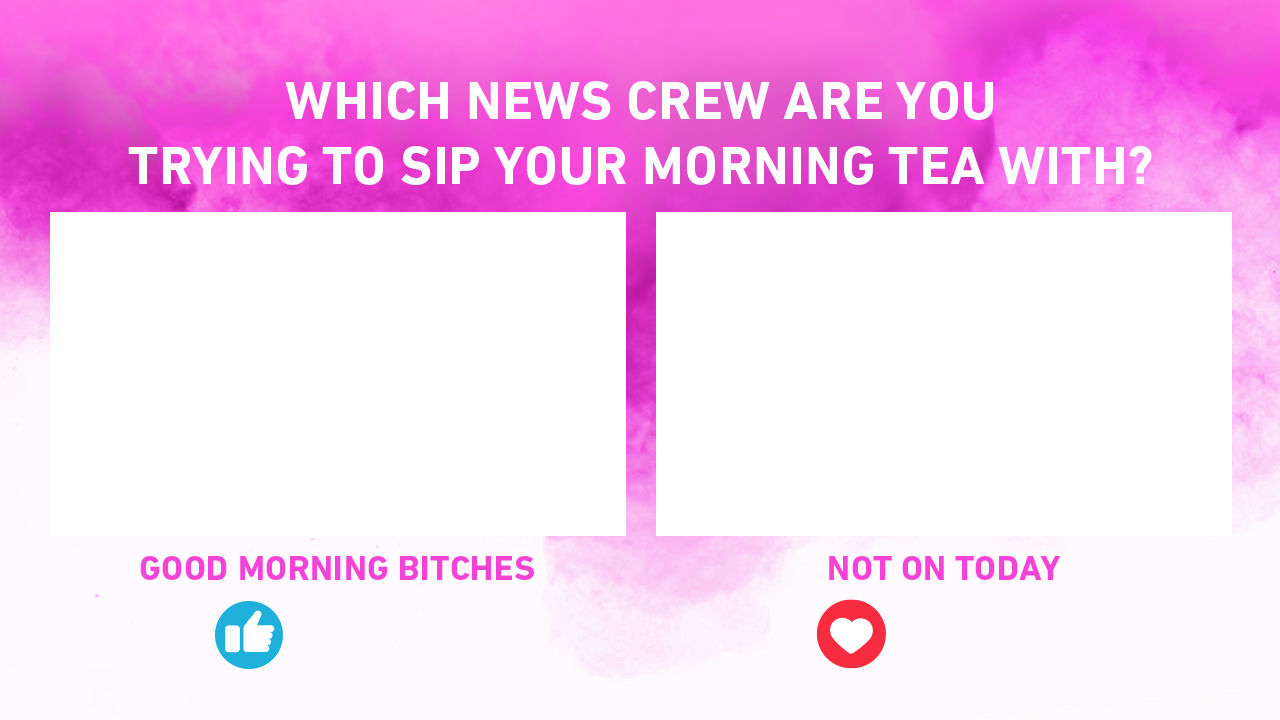 WHICH NEWS CREW ARE YOU
TRYING TO SIP YOUR MORNING TEA WITH?
GOOD MORNING BITCHES
NOT ON TODAY